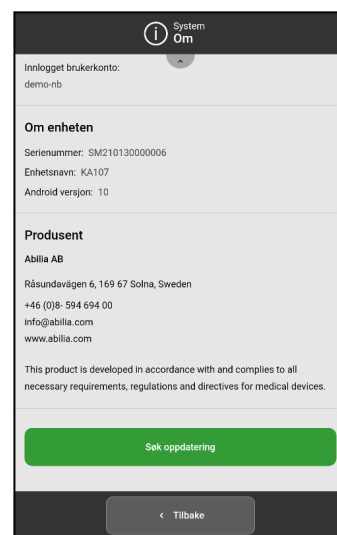 System
Om
Innlogget brukerkonto:
demo-nb
Om enheten
Serienummer: SM210130000006
Enhetsnavn: KA107
Android versjon: 10
Produsent
Abilia AB
Råsundavägen 6, 169 67 Solna, Sweden
+46 (0)8- 594 694 00
info@abilia.com
www.abilia.com
This product is developed in accordance with and complies to all
necessary requirements, regulations and directives for medical devices.
Søk oppdatering
Tilbake